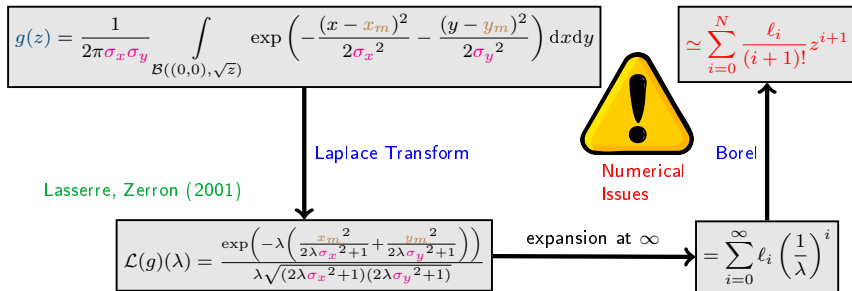 g(z) = \frac{1}{2\pi\sigma_x\sigma_y} \int_{\mathcal{B}((0,0),\sqrt{z})} \exp\left(-\frac{(x-x_m)^2}{2\sigma_x{}^2} - \frac{(y-y_m)^2}{2\sigma_y{}^2}\right) \mathrm{d}x\mathrm{d}y
\simeq \sum_{i=0}^{N} \frac{\ell_i}{(i+1)!} z^{i+1}
!
Laplace Transform
Borel
Numerical
Issues
Lasserre, Zerron (2001)
\mathcal{L}(g)(\lambda) = \frac{\exp\left(-\lambda\left(\frac{x_m{}^2}{2\lambda\sigma_x{}^2+1}+\frac{y_m{}^2}{2\lambda\sigma_y{}^2+1}\right)\right)}{\lambda\sqrt{(2\lambda\sigma_x{}^2+1)(2\lambda\sigma_y{}^2+1)}}
expansion at ∞
= \sum_{i=0}^{\infty} \ell_i \left(\frac{1}{\lambda}\right)^i